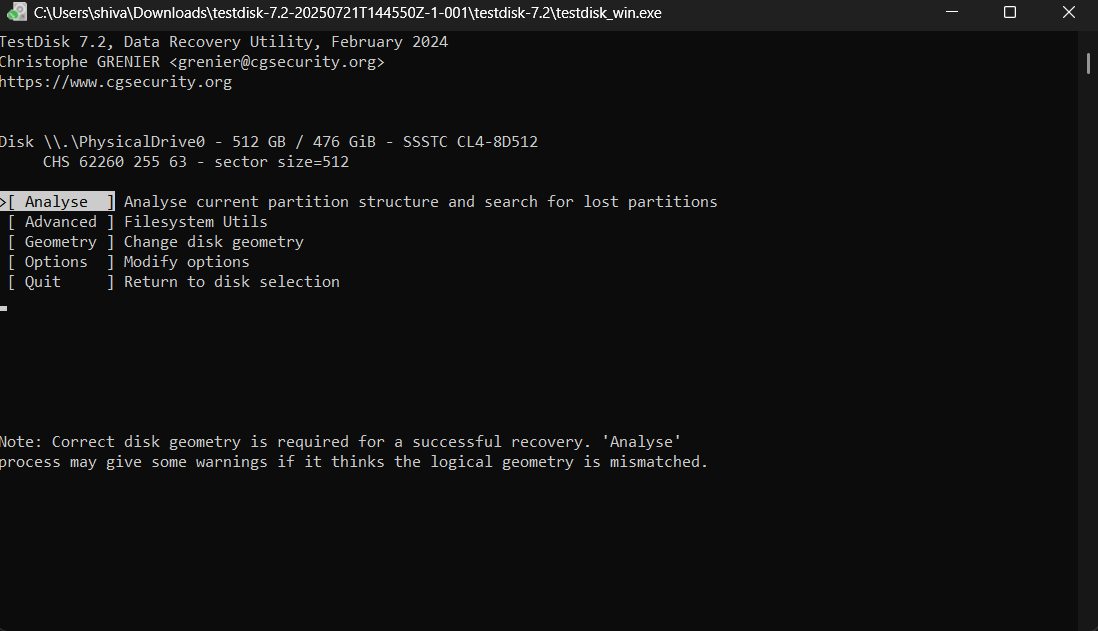 C:\Users\shiva\Downloads\testdisk-7.2-20250721T144550Z-1-001\testdisk-7.2\testdisk_win.exe
TestDisk 7.2, Data Recovery Utility, February 2024
Christophe GRENIER <grenier@cgsecurity.org>
https://www.cgsecurity.org
Disk \\.\PhysicalDrive0 - 512 GB / 476 GiB - SSSTC CL4-8D512
CHS 62260 255 63 - sector size=512
>[ Analyse  ] Analyse current partition structure and search for lost partitions
[ Advanced ] Filesystem Utils
[ Geometry ] Change disk geometry
[ Options  ] Modify options
[ Quit     ] Return to disk selection
Note: Correct disk geometry is required for a successful recovery. 'Analyse'
process may give some warnings if it thinks the logical geometry is mismatched.